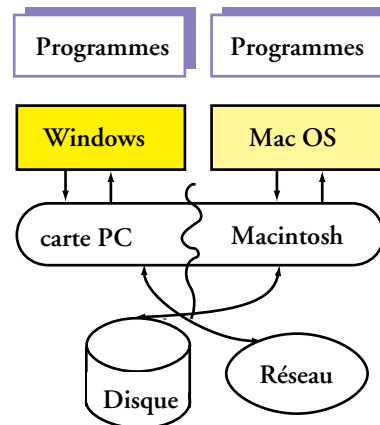 Programmes
Programmes
Windows
Mac OS
carte PC
Macintosh
Disque
Réseau